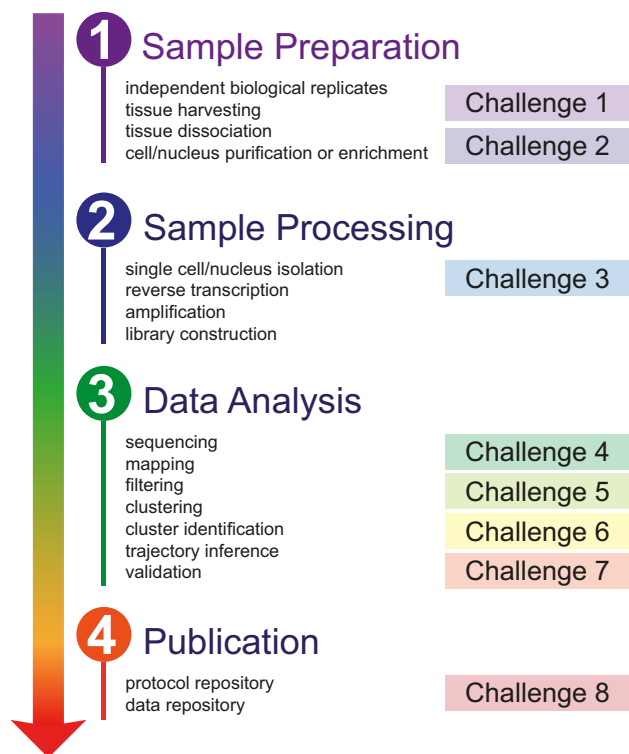 1 Sample Preparation
independent biological replicates
tissue harvesting
tissue dissociation
cell/nucleus purification or enrichment
Challenge 1
Challenge 2
2 Sample Processing
single cell/nucleus isolation
reverse transcription
amplification
library construction
Challenge 3
3 Data Analysis
sequencing
mapping
filtering
clustering
cluster identification
trajectory inference
validation
Challenge 4
Challenge 5
Challenge 6
Challenge 7
4 Publication
protocol repository
data repository
Challenge 8